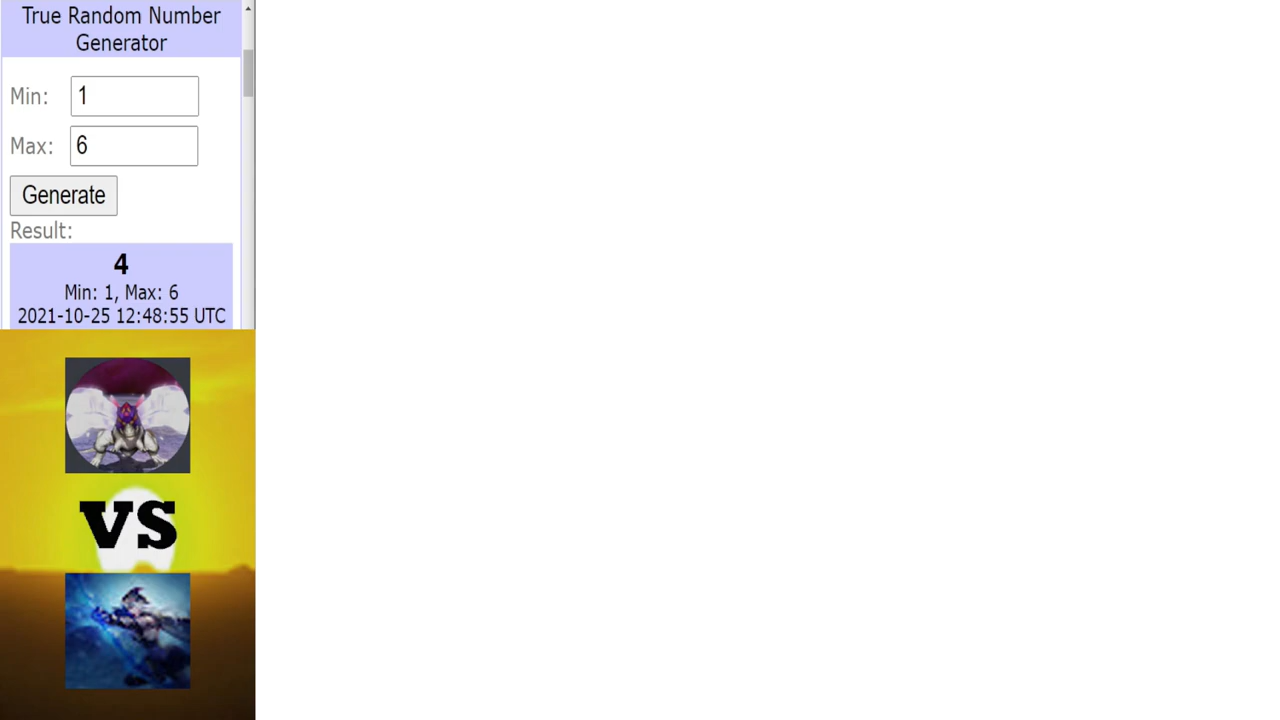 True Random Number
Generator
Min: 1
Max: 6
Generate
Result:
4
Min: 1, Max: 6
2021-10-25 12:48:55 UTC
vs